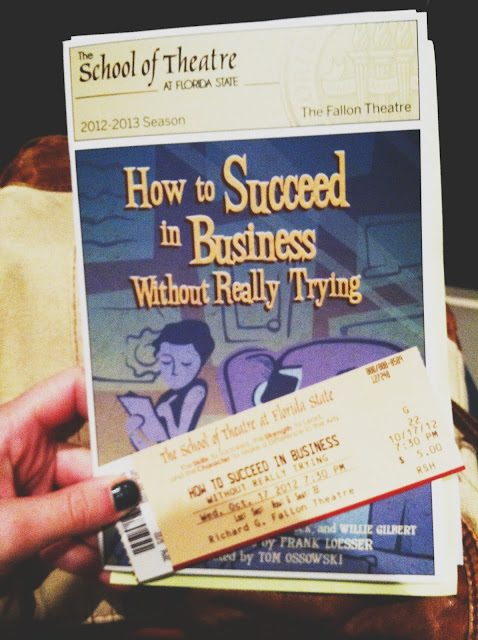 The
School of Theatre
AT FLORIDA STATE
2012-2013 Season
The Fallon Theatre
How to Succeed
in Business
Without Really Trying
The School of Theatre at Florida State
HOW TO SUCCEED IN BUSINESS
WITHOUT REALLY TRYING
Wed, Oct. 17 2012 7:30 PM
Richard G. Fallon Theatre
G
22
10/17/12
7:30 PM
$ 5.00
RSH
and WILLIE GILBERT
by FRANK LOESSER
by TOM OSSOWSKI